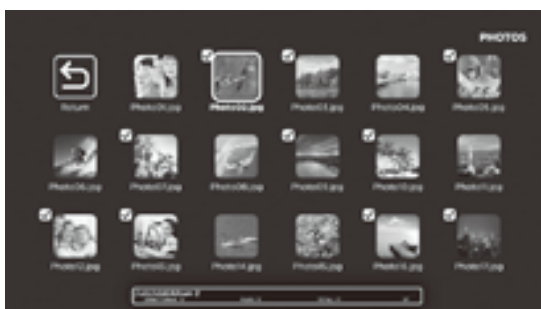 PHOTOS
Return Photo01.jpg Photo02.jpg Photo03.jpg Photo04.jpg Photo05.jpg
Photo06.jpg Photo07.jpg Photo08.jpg Photo09.jpg Photo10.jpg Photo11.jpg
Photo12.jpg Photo13.jpg Photo14.jpg Photo15.jpg Photo16.jpg Photo17.jpg